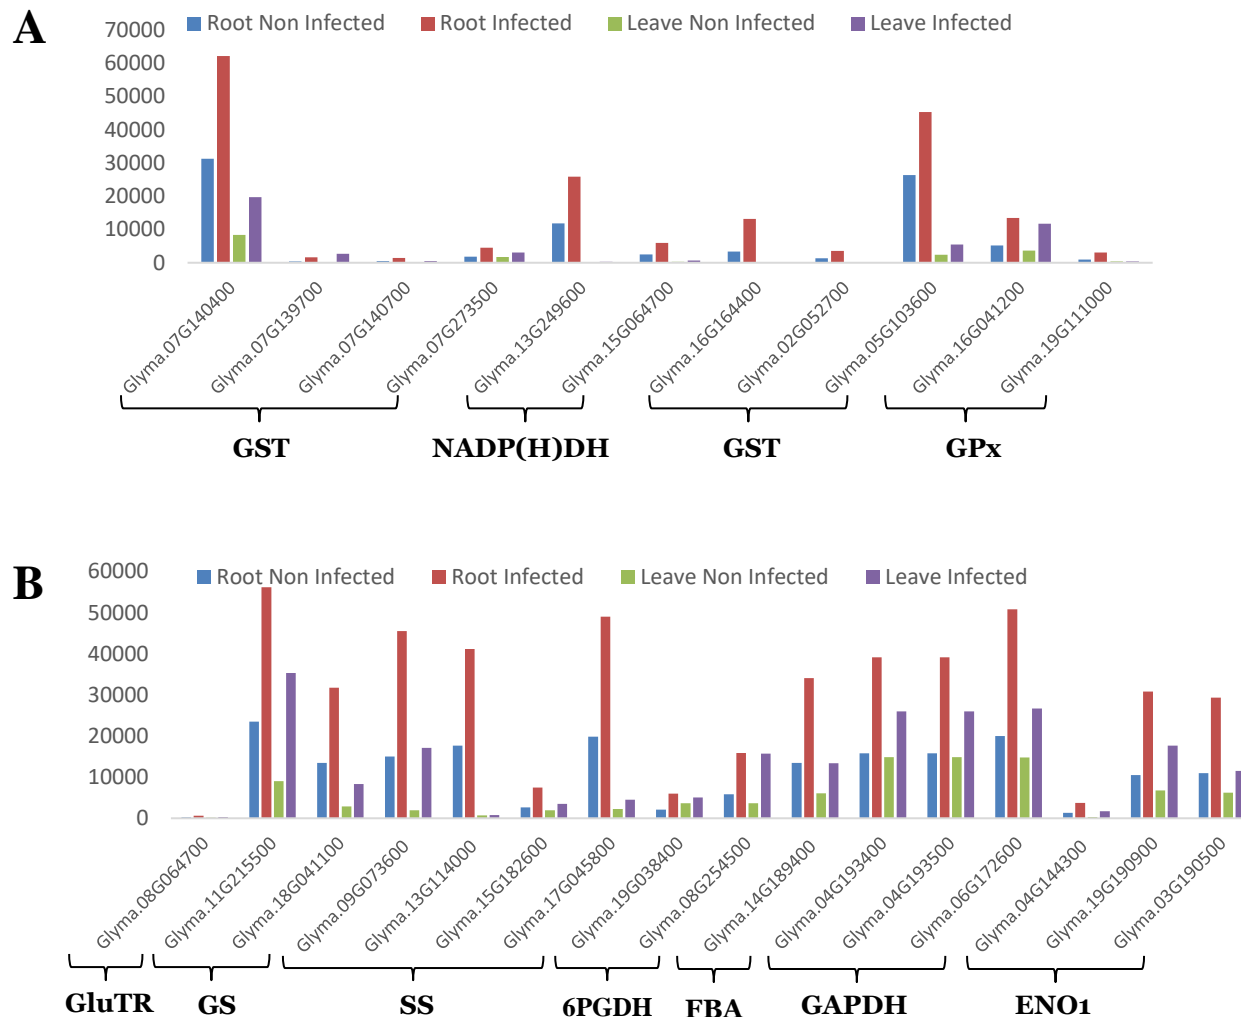 A
Root Non Infected Root Infected Leave Non Infected Leave Infected
70000
60000
50000
40000
30000
20000
10000
0
Glyma.07G140400
Glyma.07G139700
Glyma.07G140700
Glyma.07G273500
Glyma.13G249600
Glyma.15G064700
Glyma.16G164400
Glyma.02G052700
Glyma.05G103600
Glyma.16G041200
Glyma.19G111000
GST NADP(H)DH GST GPx
B
Root Non Infected Root Infected Leave Non Infected Leave Infected
60000
50000
40000
30000
20000
10000
0
Glyma.08G064700
Glyma.11G215500
Glyma.18G041100
Glyma.09G073600
Glyma.13G114000
Glyma.15G182600
Glyma.17G045800
Glyma.19G038400
Glyma.08G254500
Glyma.14G189400
Glyma.04G193400
Glyma.04G193500
Glyma.06G172600
Glyma.04G144300
Glyma.19G190900
Glyma.03G190500
GluTR GS SS 6PGDH FBA GAPDH ENO1